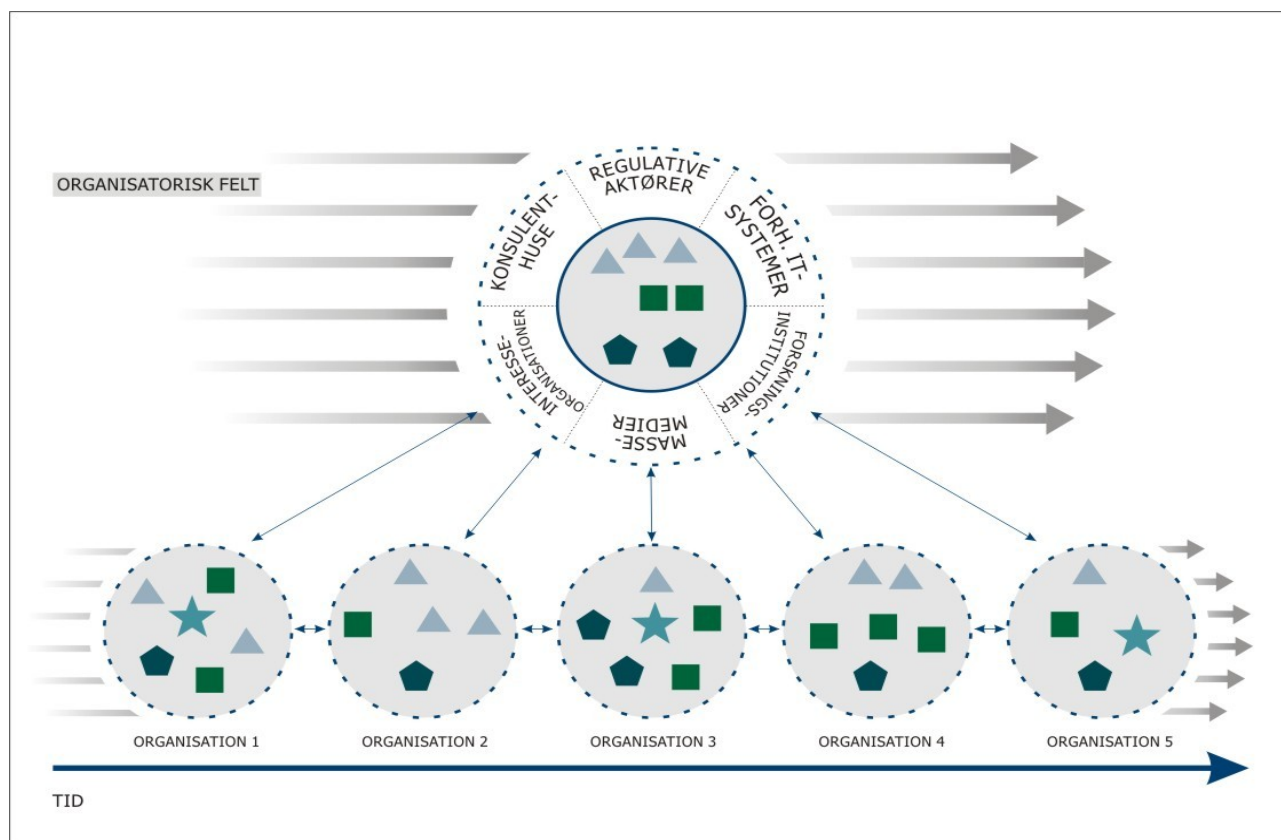 ORGANISATORISK FELT
REGULATIVE
AKTØRER
FORH. IT-
SYSTEMER
FORSKNINGS-
INSTITUTIONER
MASSE-
MEDIER
INTERESSE-
ORGANISATIONER
KONSULENT-
HUSE
ORGANISATION 1
ORGANISATION 2
ORGANISATION 3
ORGANISATION 4
ORGANISATION 5
TID